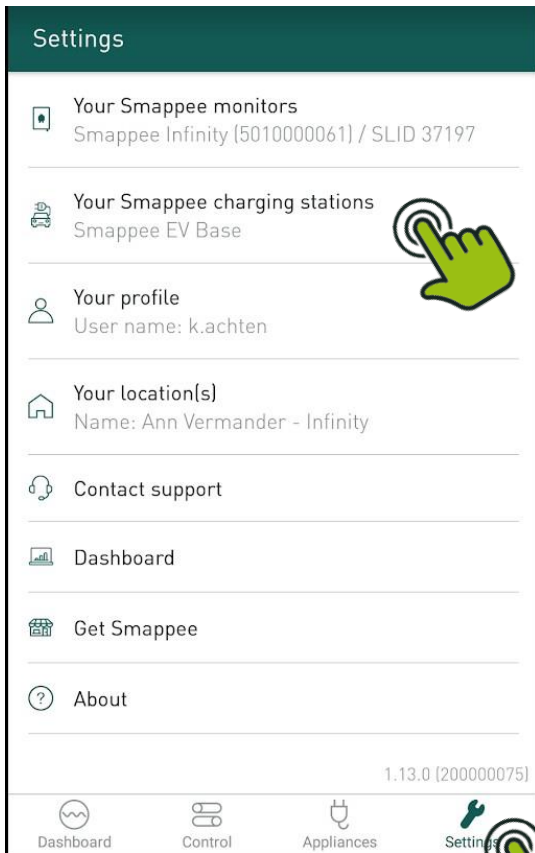 Settings
Your Smappee monitors
Smappee Infinity (5010000061) / SLID 37197
Your Smappee charging stations
Smappee EV Base
Your profile
User name: k.achten
Your location(s)
Name: Ann Vermander - Infinity
Contact support
Dashboard
Get Smappee
About
1.13.0 (200000075)
Dashboard Control Appliances Settings